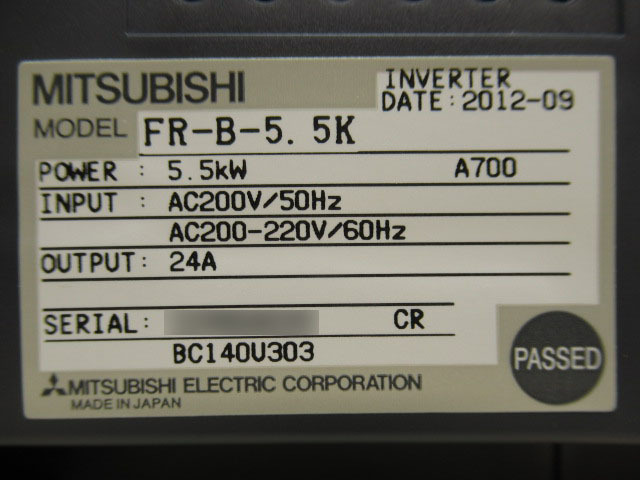 MITSUBISHI
INVERTER
DATE:2012-09
MODEL FR-B-5.5K
POWER : 5.5kW A700
INPUT : AC200V/50Hz
AC200-220V/60Hz
OUTPUT: 24A
SERIAL: CR
BC140U303
PASSED
MITSUBISHI ELECTRIC CORPORATION
MADE IN JAPAN